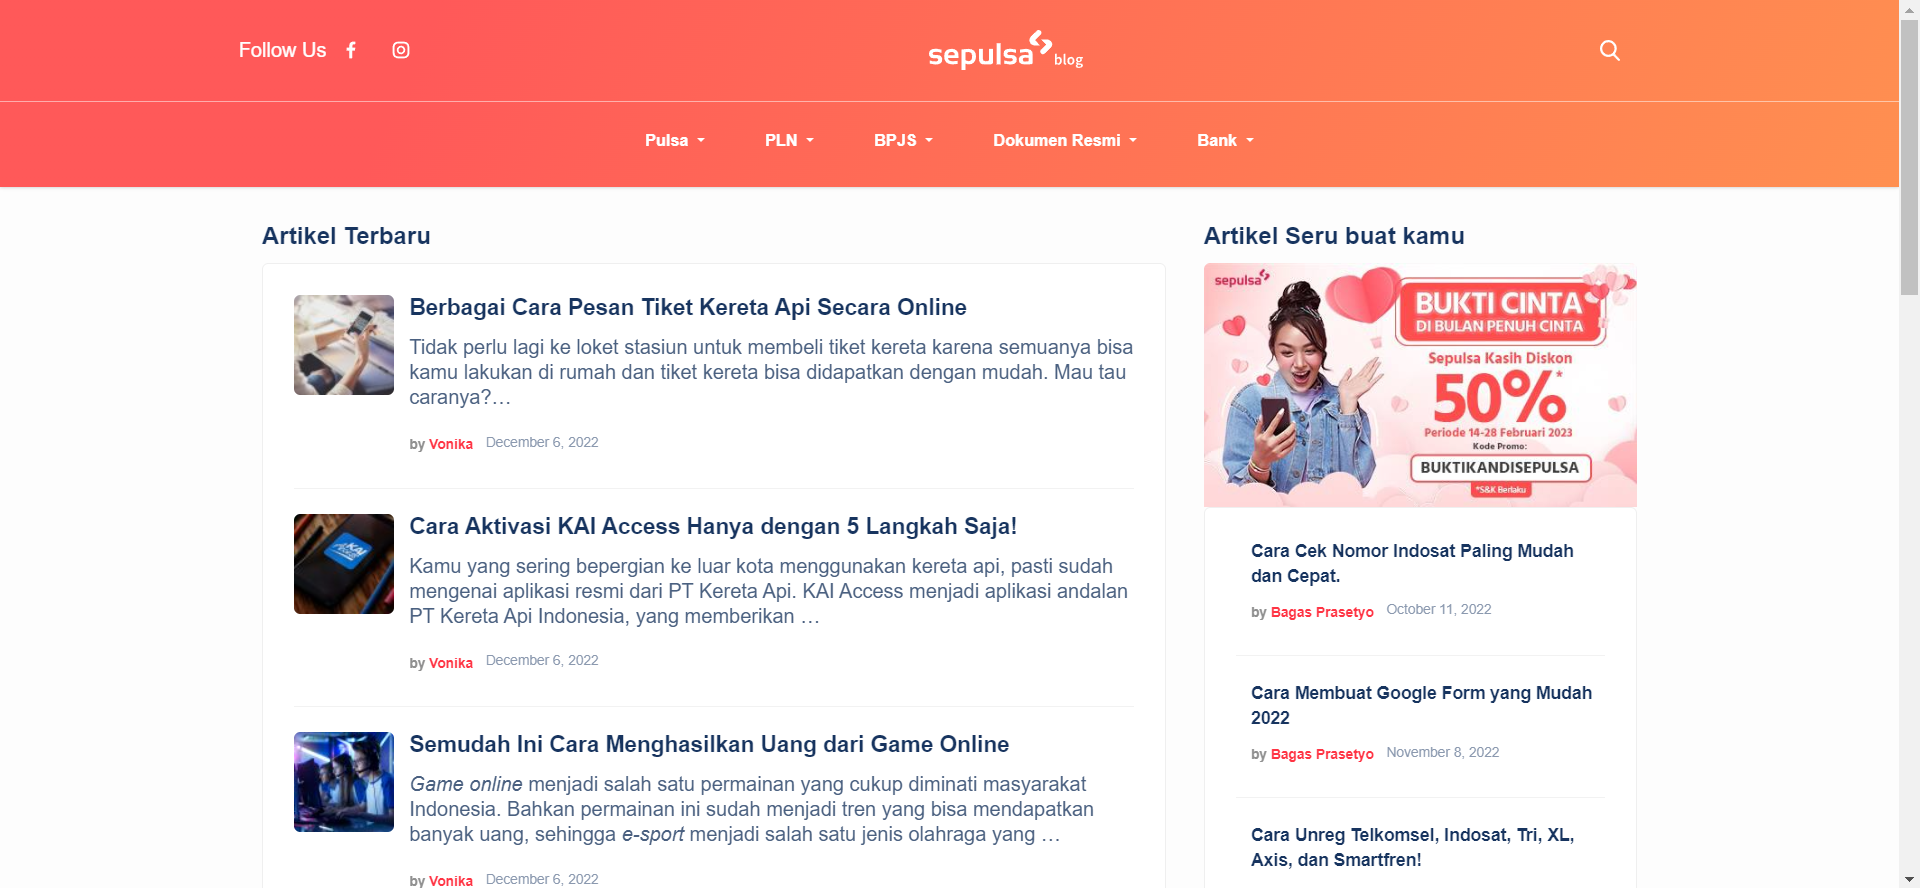 Follow Us
sepulsa blog
Pulsa
PLN
BPJS
Dokumen Resmi
Bank
Artikel Terbaru
Berbagai Cara Pesan Tiket Kereta Api Secara Online
Tidak perlu lagi ke loket stasiun untuk membeli tiket kereta karena semuanya bisa
kamu lakukan di rumah dan tiket kereta bisa didapatkan dengan mudah. Mau tau
caranya?…
by Vonika December 6, 2022
KAI Access
Cara Aktivasi KAI Access Hanya dengan 5 Langkah Saja!
Kamu yang sering bepergian ke luar kota menggunakan kereta api, pasti sudah
mengenai aplikasi resmi dari PT Kereta Api. KAI Access menjadi aplikasi andalan
PT Kereta Api Indonesia, yang memberikan …
by Vonika December 6, 2022
Semudah Ini Cara Menghasilkan Uang dari Game Online
Game online menjadi salah satu permainan yang cukup diminati masyarakat
Indonesia. Bahkan permainan ini sudah menjadi tren yang bisa mendapatkan
banyak uang, sehingga e-sport menjadi salah satu jenis olahraga yang …
by Vonika December 6, 2022
Artikel Seru buat kamu
sepulsa
BUKTI CINTA
DI BULAN PENUH CINTA
Sepulsa Kasih Diskon
50%*
Periode 14-28 Februari 2023
Kode Promo:
BUKTIKANDISEPULSA
*S&K Berlaku
Cara Cek Nomor Indosat Paling Mudah
dan Cepat.
by Bagas Prasetyo October 11, 2022
Cara Membuat Google Form yang Mudah
2022
by Bagas Prasetyo November 8, 2022
Cara Unreg Telkomsel, Indosat, Tri, XL,
Axis, dan Smartfren!